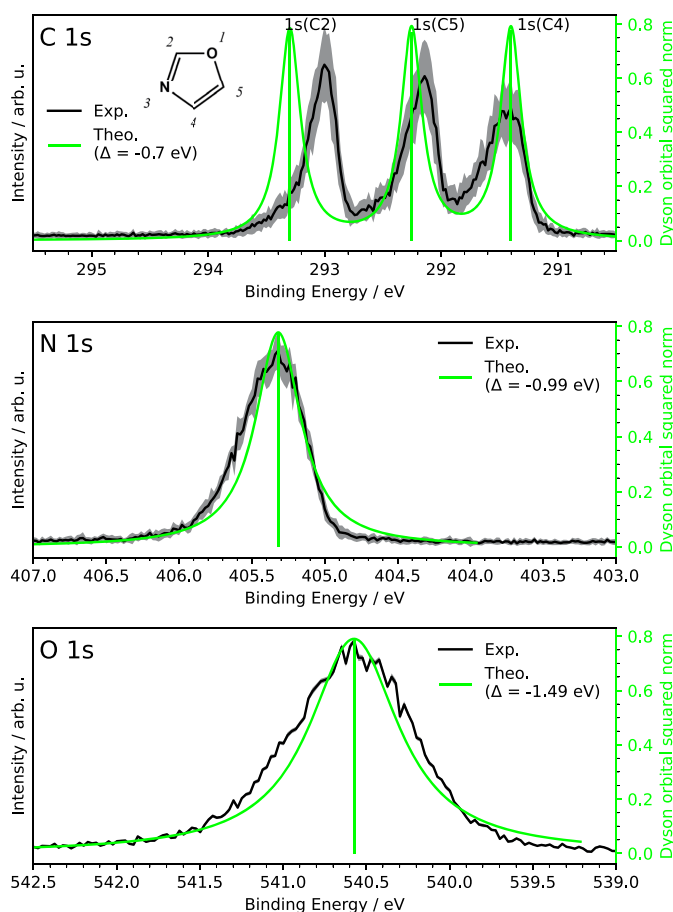 C 1s
1s(C2)
1s(C5)
1s(C4)
2
1
O
N
3
4
5
Exp.
Theo.
(Δ = -0.7 eV)
Intensity / arb. u.
Dyson orbital squared norm
0.8
0.6
0.4
0.2
0.0
295 294 293 292 291
Binding Energy / eV
N 1s
Exp.
Theo.
(Δ = -0.99 eV)
Intensity / arb. u.
Dyson orbital squared norm
0.8
0.6
0.4
0.2
0.0
407.0 406.5 406.0 405.5 405.0 404.5 404.0 403.5 403.0
Binding Energy / eV
O 1s
Exp.
Theo.
(Δ = -1.49 eV)
Intensity / arb. u.
Dyson orbital squared norm
0.8
0.6
0.4
0.2
0.0
542.5 542.0 541.5 541.0 540.5 540.0 539.5 539.0
Binding Energy / eV